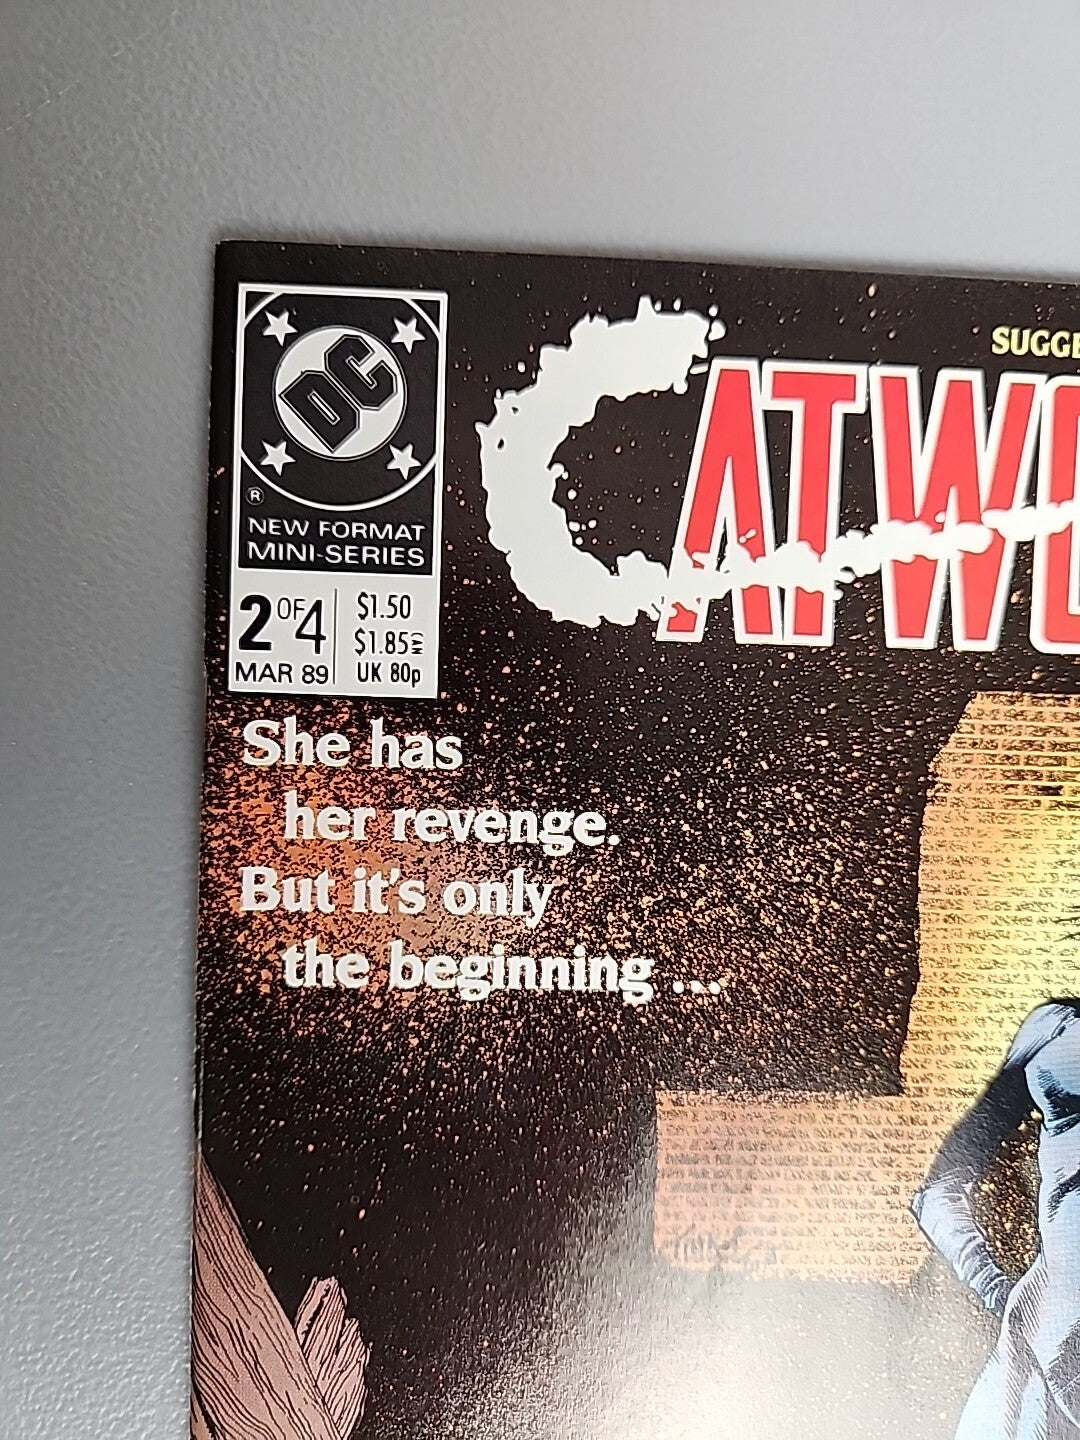 DC
®
NEW FORMAT
MINI-SERIES
2 OF 4
MAR 89
$1.50
$1.85
UK 80p
SUGGE
CATWO
She has
her revenge.
But it's only
the beginning ...